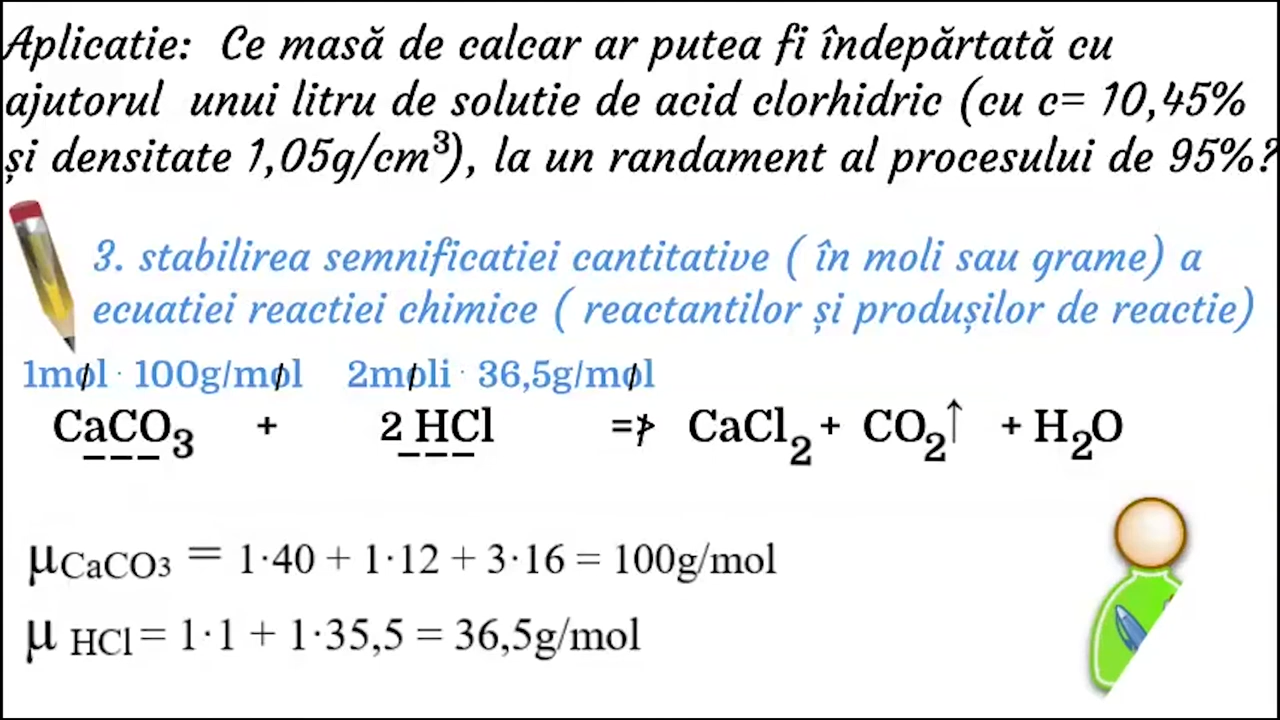 Aplicatie: Ce masă de calcar ar putea fi îndepărtată cu
ajutorul unui litru de solutie de acid clorhidric (cu c= 10,45%
și densitate 1,05g/cm³), la un randament al procesului de 95%?
3. stabilirea semnificatiei cantitative ( în moli sau grame) a
ecuatiei reactiei chimice ( reactantilor și produșilor de reactie)
1mol · 100g/mol 2moli · 36,5g/mol
CaCO₃ + 2 HCl => CaCl₂ + CO₂↑ + H₂O
μCaCO3 = 1·40 + 1·12 + 3·16 = 100g/mol
μ HCl = 1·1 + 1·35,5 = 36,5g/mol